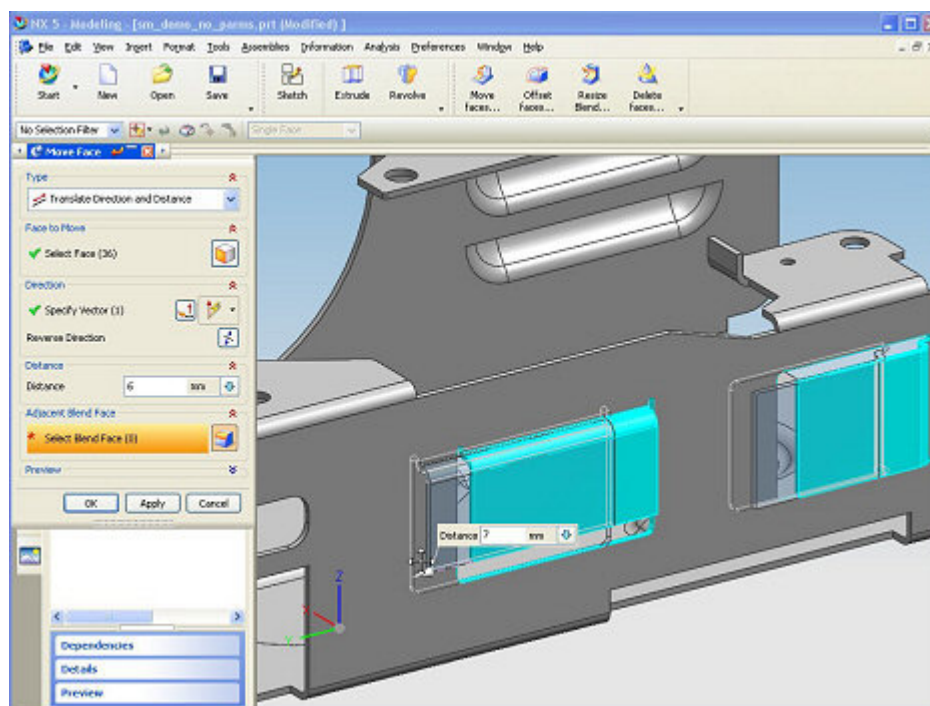 NX 5 - Modeling - [sm_demo_no_parms.prt (Modified) ]
File Edit View Insert Format Tools Assemblies Information Analysis Preferences Window Help
Start New Open Save Sketch Extrude Revolve Move Faces... Offset Faces... Resize Blend... Delete Faces...
No Selection Filter Single Face
Move Face
Type
Translate Direction and Distance
Face to Move
Select Face (36)
Direction
Specify Vector (1)
Reverse Direction
Distance
Distance 6 mm
Adjacent Blend Face
Select Blend Face (0)
Preview
OK Apply Cancel
Distance 7 mm
Z
X
Y
Dependencies
Details
Preview